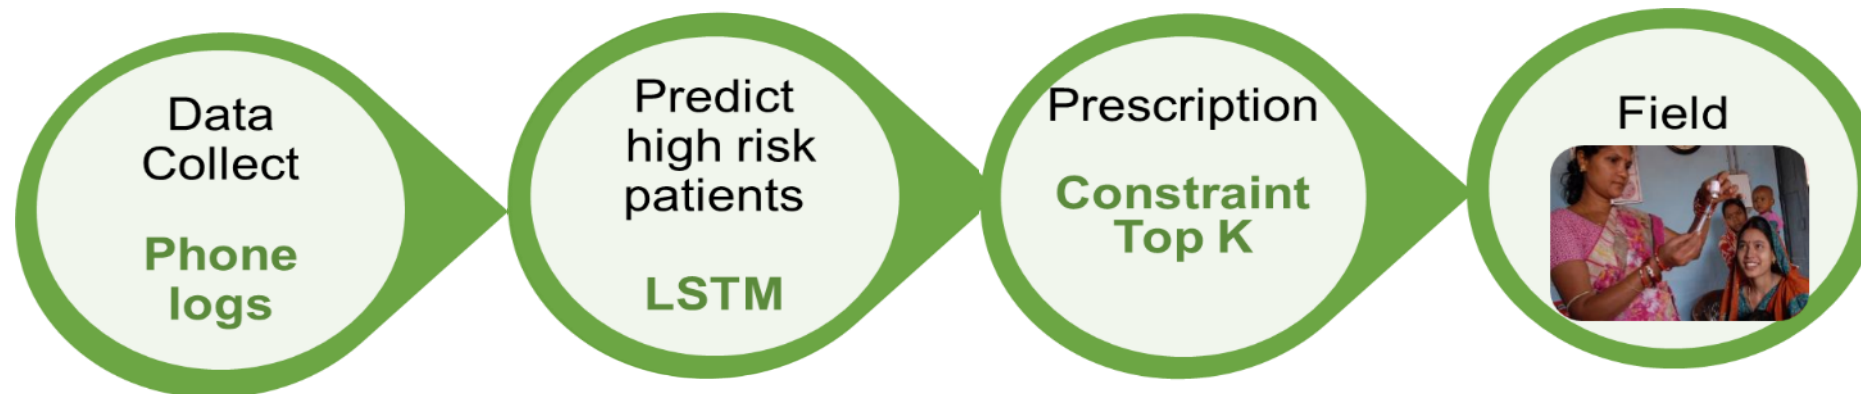 Data
Collect
Phone
logs
Predict
high risk
patients
LSTM
Prescription
Constraint
Top K
Field